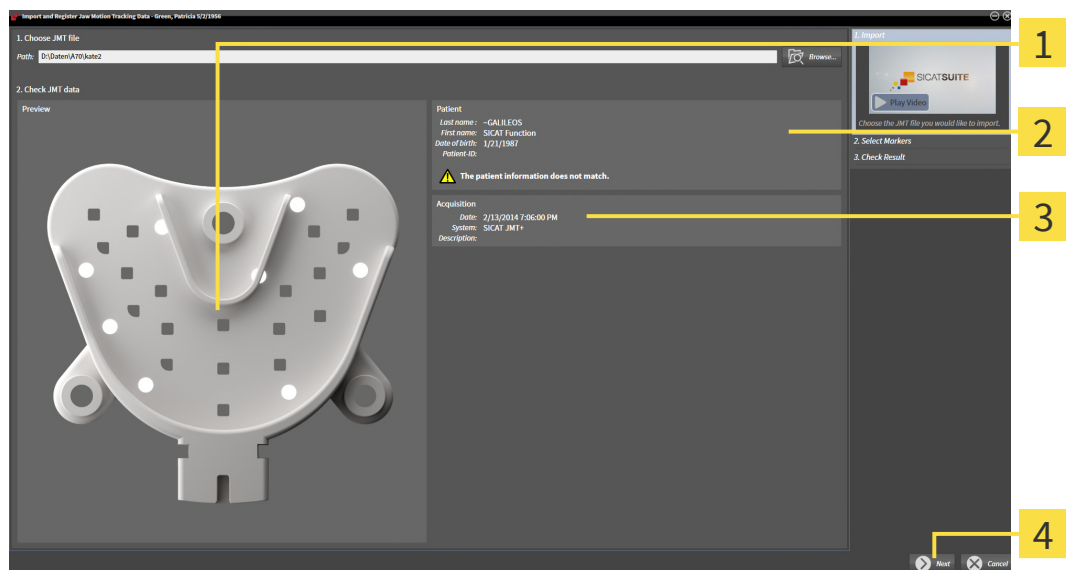 Import and Register Jaw Motion Tracking Data - Green, Patricia 5/2/1956
1. Choose JMT file
Path: D:\Daten\A70\kate2
Browse...
2. Check JMT data
Preview
Patient
Last name: ~GALILEOS
First name: SICAT Function
Date of birth: 1/21/1987
Patient-ID:
The patient information does not match.
Acquisition
Date: 2/13/2014 7:06:00 PM
System: SICAT JMT+
Description:
1. Import
SICATSUITE
Play Video
Choose the JMT file you would like to import.
2. Select Markers
3. Check Result
Next
Cancel
1
2
3
4